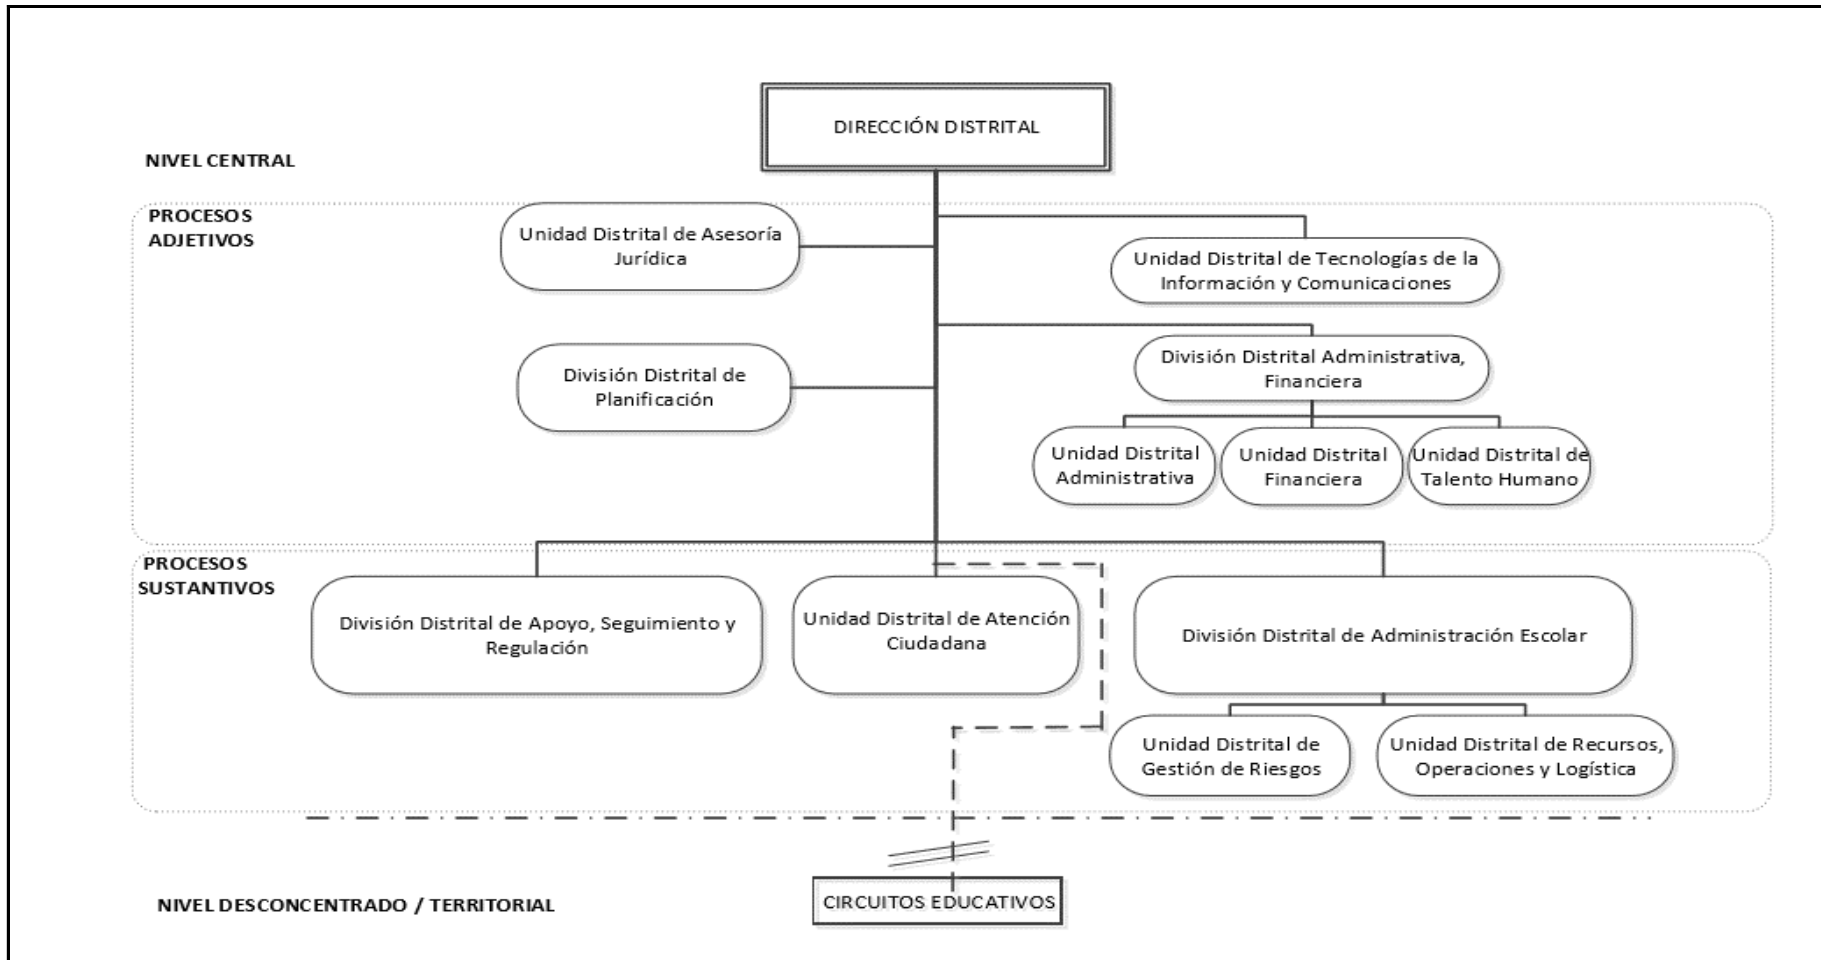 DIRECCIÓN DISTRITAL
NIVEL CENTRAL
PROCESOS
ADJETIVOS
Unidad Distrital de Asesoría
Jurídica
Unidad Distrital de Tecnologías de la
Información y Comunicaciones
División Distrital de
Planificación
División Distrital Administrativa,
Financiera
Unidad Distrital
Administrativa
Unidad Distrital
Financiera
Unidad Distrital de
Talento Humano
PROCESOS
SUSTANTIVOS
División Distrital de Apoyo, Seguimiento y
Regulación
Unidad Distrital de Atención
Ciudadana
División Distrital de Administración Escolar
Unidad Distrital de
Gestión de Riesgos
Unidad Distrital de Recursos,
Operaciones y Logística
NIVEL DESCONCENTRADO / TERRITORIAL
CIRCUITOS EDUCATIVOS